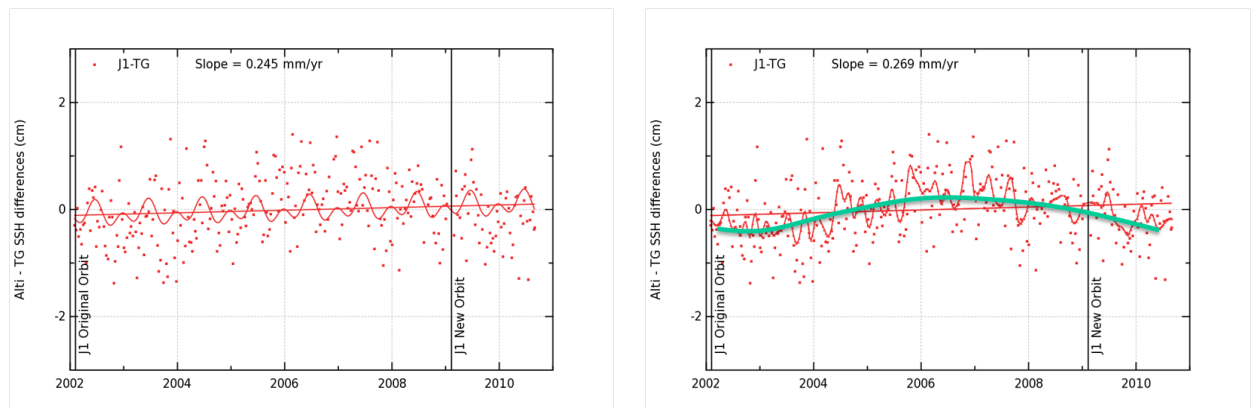 J1-TG Slope = 0.245 mm/yr
2
0
-2
Alti - TG SSH differences (cm)
J1 Original Orbit
J1 New Orbit
2002 2004 2006 2008 2010
J1-TG Slope = 0.269 mm/yr
2
0
-2
Alti - TG SSH differences (cm)
J1 Original Orbit
J1 New Orbit
2002 2004 2006 2008 2010